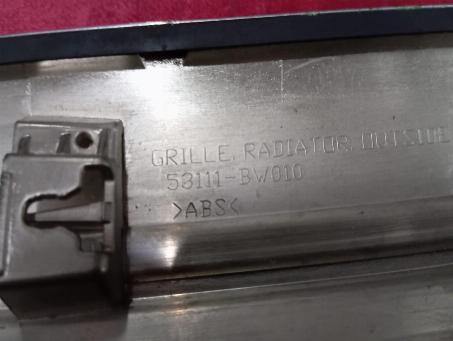 GRILLE, RADIATOR, OUTSIDE
53111-BW010
>ABS<